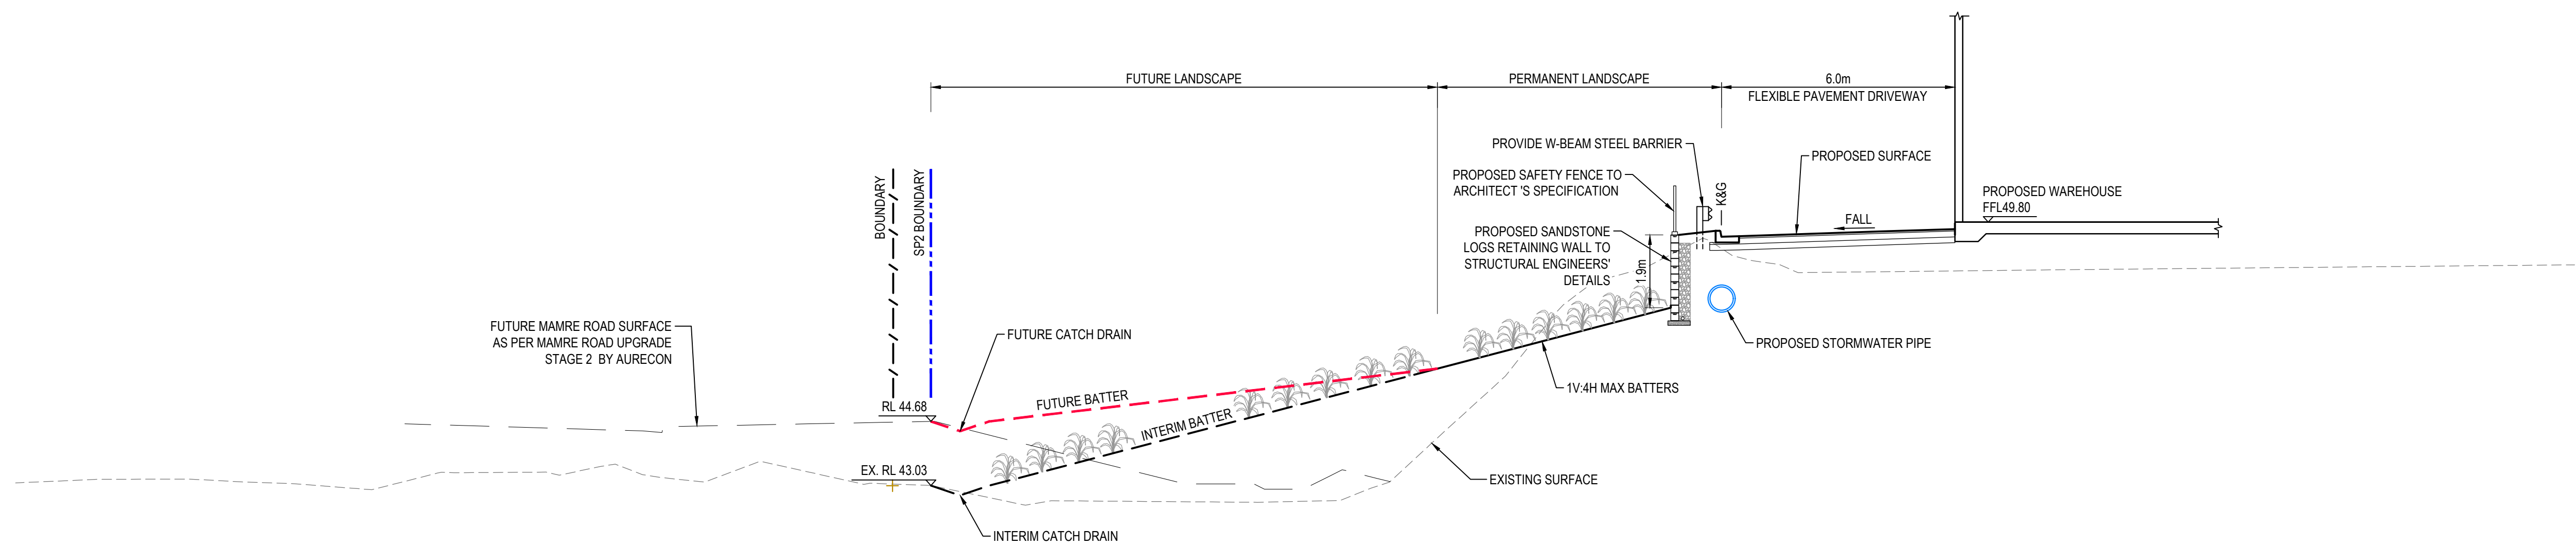 FUTURE LANDSCAPE
PERMANENT LANDSCAPE
6.0m
FLEXIBLE PAVEMENT DRIVEWAY
PROVIDE W-BEAM STEEL BARRIER
PROPOSED SURFACE
PROPOSED SAFETY FENCE TO
ARCHITECT 'S SPECIFICATION
K&G
BOUNDARY
SP2 BOUNDARY
PROPOSED WAREHOUSE
FFL49.80
FALL
PROPOSED SANDSTONE
LOGS RETAINING WALL TO
STRUCTURAL ENGINEERS'
DETAILS
1.9m
FUTURE MAMRE ROAD SURFACE
AS PER MAMRE ROAD UPGRADE
STAGE 2 BY AURECON
FUTURE CATCH DRAIN
PROPOSED STORMWATER PIPE
1V:4H MAX BATTERS
RL 44.68
FUTURE BATTER
INTERIM BATTER
EX. RL 43.03
EXISTING SURFACE
INTERIM CATCH DRAIN